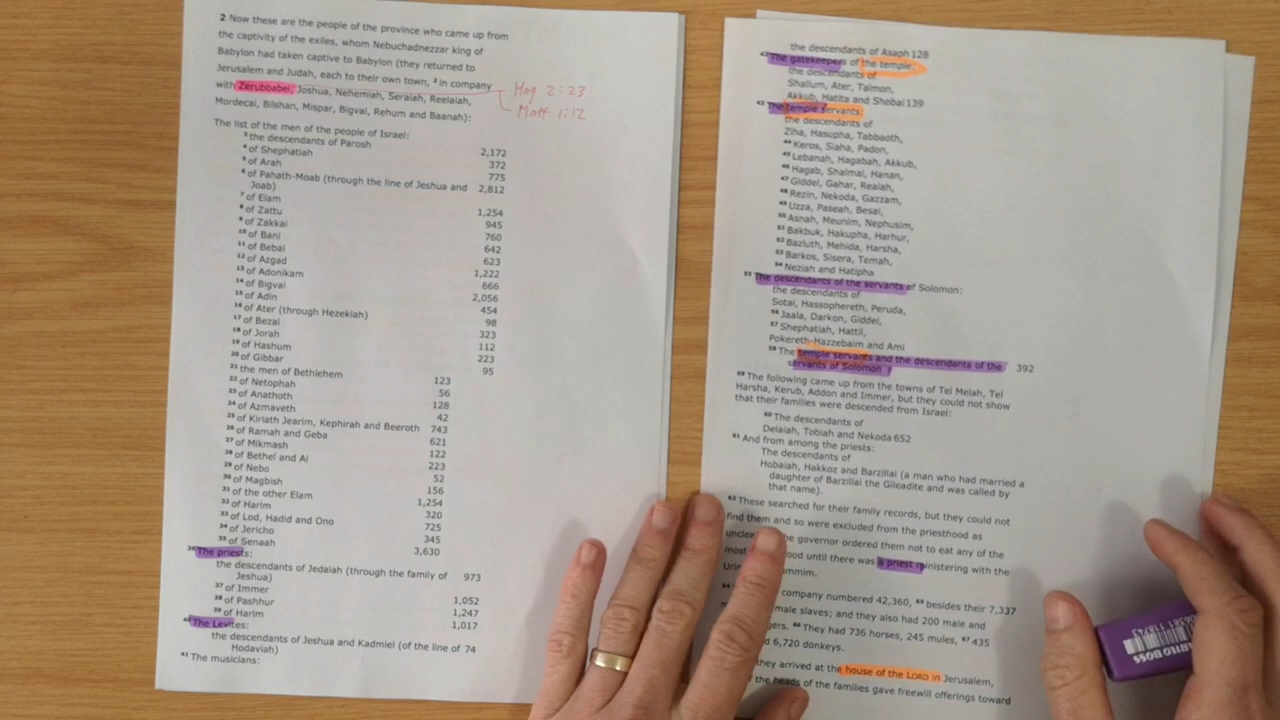 2 Now these are the people of the province who came up from
the captivity of the exiles, whom Nebuchadnezzar king of
Babylon had taken captive to Babylon (they returned to
Jerusalem and Judah, each to their own town, 2 in company
with Zerubbabel, Joshua, Nehemiah, Seraiah, Reelaiah,
Mordecai, Bilshan, Mispar, Bigvai, Rehum and Baanah):
Hag 2:23
Matt 1:12
The list of the men of the people of Israel:
3 the descendants of Parosh 2,172
4 of Shephatiah 372
5 of Arah 775
6 of Pahath-Moab (through the line of Jeshua and
Joab) 2,812
7 of Elam 1,254
8 of Zattu 945
9 of Zakkai 760
10 of Bani 642
11 of Bebai 623
12 of Azgad 1,222
13 of Adonikam 666
14 of Bigvai 2,056
15 of Adin 454
16 of Ater (through Hezekiah) 98
17 of Bezai 323
18 of Jorah 112
19 of Hashum 223
20 of Gibbar 95
21 the men of Bethlehem 123
22 of Netophah 56
23 of Anathoth 128
24 of Azmaveth 42
25 of Kiriath Jearim, Kephirah and Beeroth 743
26 of Ramah and Geba 621
27 of Mikmash 122
28 of Bethel and Ai 223
29 of Nebo 52
30 of Magbish 156
31 of the other Elam 1,254
32 of Harim 320
33 of Lod, Hadid and Ono 725
34 of Jericho 345
35 of Senaah 3,630
36 The priests:
the descendants of Jedaiah (through the family of
Jeshua) 973
37 of Immer 1,052
38 of Pashhur 1,247
39 of Harim 1,017
40 The Levites:
the descendants of Jeshua and Kadmiel (of the line of 74
Hodaviah)
41 The musicians:
the descendants of Asaph 128
42 The gatekeepers of the temple:
the descendants of
Shallum, Ater, Talmon,
Akkub, Hatita and Shobai 139
43 The temple servants:
the descendants of
Ziha, Hasupha, Tabbaoth,
44 Keros, Siaha, Padon,
45 Lebanah, Hagabah, Akkub,
46 Hagab, Shalmai, Hanan,
47 Giddel, Gahar, Reaiah,
48 Rezin, Nekoda, Gazzam,
49 Uzza, Paseah, Besai,
50 Asnah, Meunim, Nephusim,
51 Bakbuk, Hakupha, Harhur,
52 Bazluth, Mehida, Harsha,
53 Barkos, Sisera, Temah,
54 Neziah and Hatipha
55 The descendants of the servants of Solomon:
the descendants of
Sotai, Hassophereth, Peruda,
56 Jaala, Darkon, Giddel,
57 Shephatiah, Hattil,
Pokereth-Hazzebaim and Ami
58 The temple servants and the descendants of the
servants of Solomon 392
59 The following came up from the towns of Tel Melah, Tel
Harsha, Kerub, Addon and Immer, but they could not show
that their families were descended from Israel:
60 The descendants of
Delaiah, Tobiah and Nekoda 652
61 And from among the priests:
The descendants of
Hobaiah, Hakkoz and Barzillai (a man who had married a
daughter of Barzillai the Gileadite and was called by
that name).
62 These searched for their family records, but they could not
find them and so were excluded from the priesthood as
governor ordered them not to eat any of the
most until there was a priest ministering with the
company numbered 42,360, 65 besides their 7,337
male slaves; and they also had 200 male and
66 They had 736 horses, 245 mules, 67 435
6,720 donkeys.
they arrived at the house of the LORD in Jerusalem,
the heads of the families gave freewill offerings toward